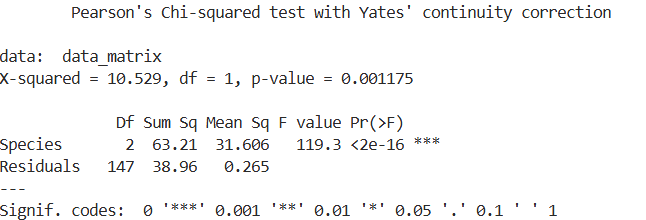 Pearson's Chi-squared test with Yates' continuity correction
data:  data_matrix
X-squared = 10.529, df = 1, p-value = 0.001175
Df Sum Sq Mean Sq F value Pr(>F)
Species 2 63.21 31.606 119.3 <2e-16 ***
Residuals 147 38.96 0.265
---
Signif. codes:  0 '***' 0.001 '**' 0.01 '*' 0.05 '.' 0.1 ' ' 1